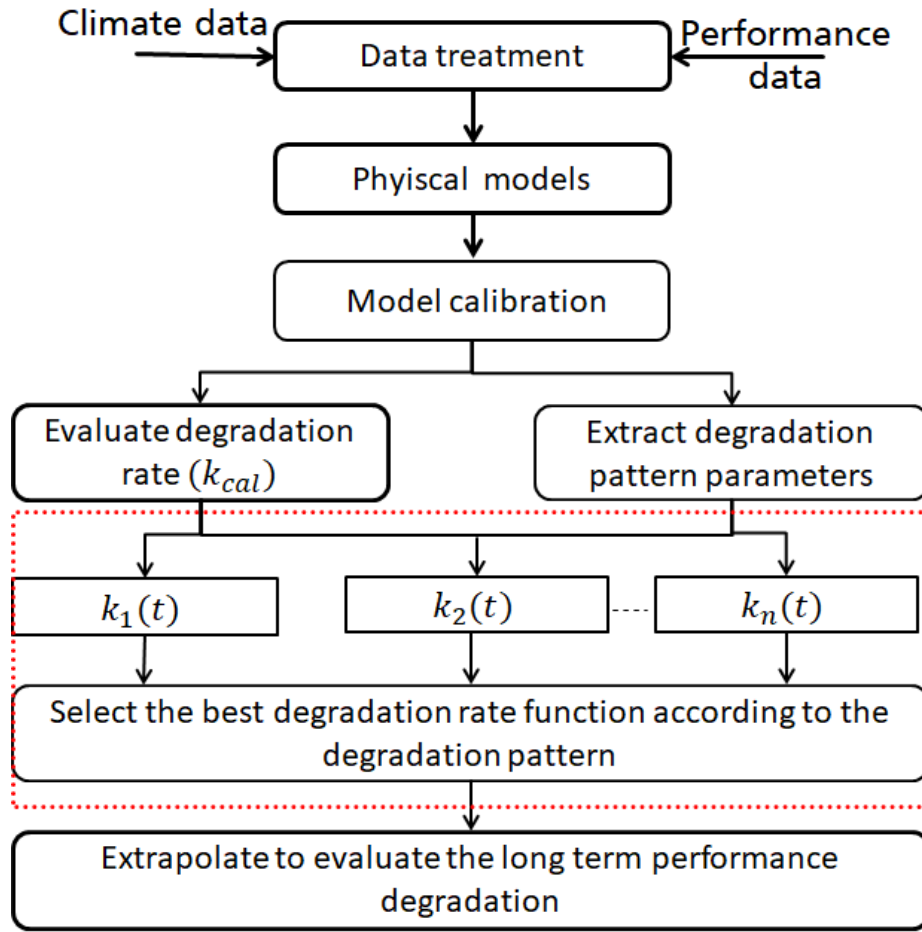 Climate data
Data treatment
Performance
data
Phyiscal models
Model calibration
Evaluate degradation
rate (k_{cal})
Extract degradation
pattern parameters
k_1(t)
k_2(t)
k_n(t)
Select the best degradation rate function according to the
degradation pattern
Extrapolate to evaluate the long term performance
degradation